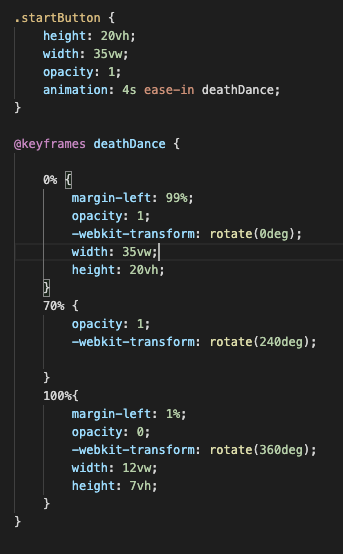 .startButton {
    height: 20vh;
    width: 35vw;
    opacity: 1;
    animation: 4s ease-in deathDance;
}

@keyframes deathDance {

    0% {
        margin-left: 99%;
        opacity: 1;
        -webkit-transform: rotate(0deg);
        width: 35vw;
        height: 20vh;
    }
    70% {
        opacity: 1;
        -webkit-transform: rotate(240deg);

    }
    100%{
        margin-left: 1%;
        opacity: 0;
        -webkit-transform: rotate(360deg);
        width: 12vw;
        height: 7vh;
    }
}